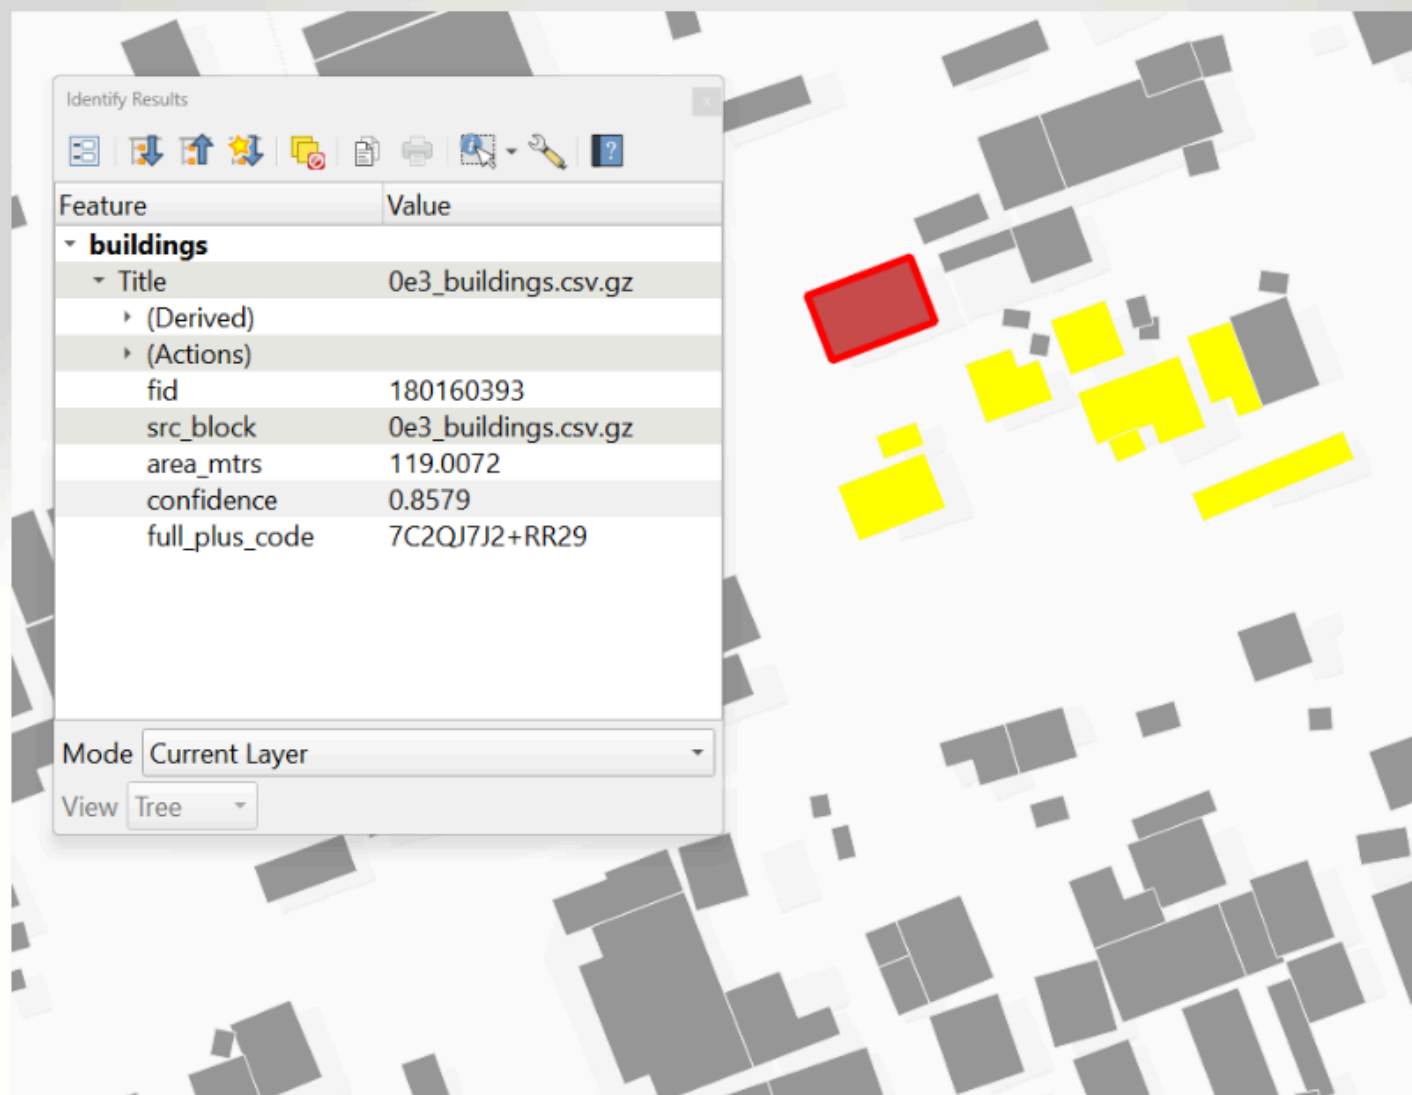 Identify Results
x
?
Feature Value
buildings
Title 0e3_buildings.csv.gz
(Derived)
(Actions)
fid 180160393
src_block 0e3_buildings.csv.gz
area_mtrs 119.0072
confidence 0.8579
full_plus_code 7C2QJ7J2+RR29
Mode Current Layer
View Tree